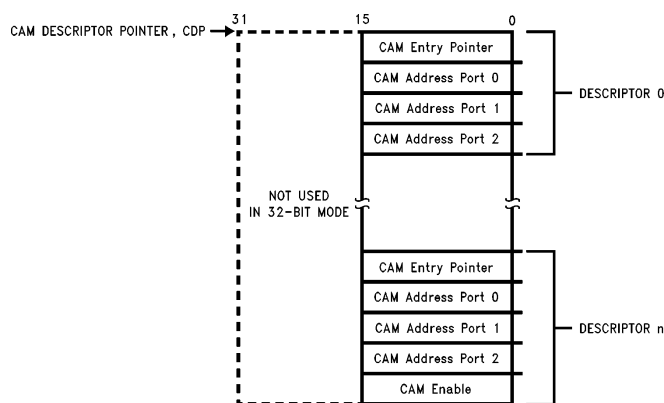 31 15 0
CAM DESCRIPTOR POINTER, CDP
CAM Entry Pointer
CAM Address Port 0
CAM Address Port 1
CAM Address Port 2
DESCRIPTOR 0
NOT USED
IN 32-BIT MODE
CAM Entry Pointer
CAM Address Port 0
CAM Address Port 1
CAM Address Port 2
CAM Enable
DESCRIPTOR n